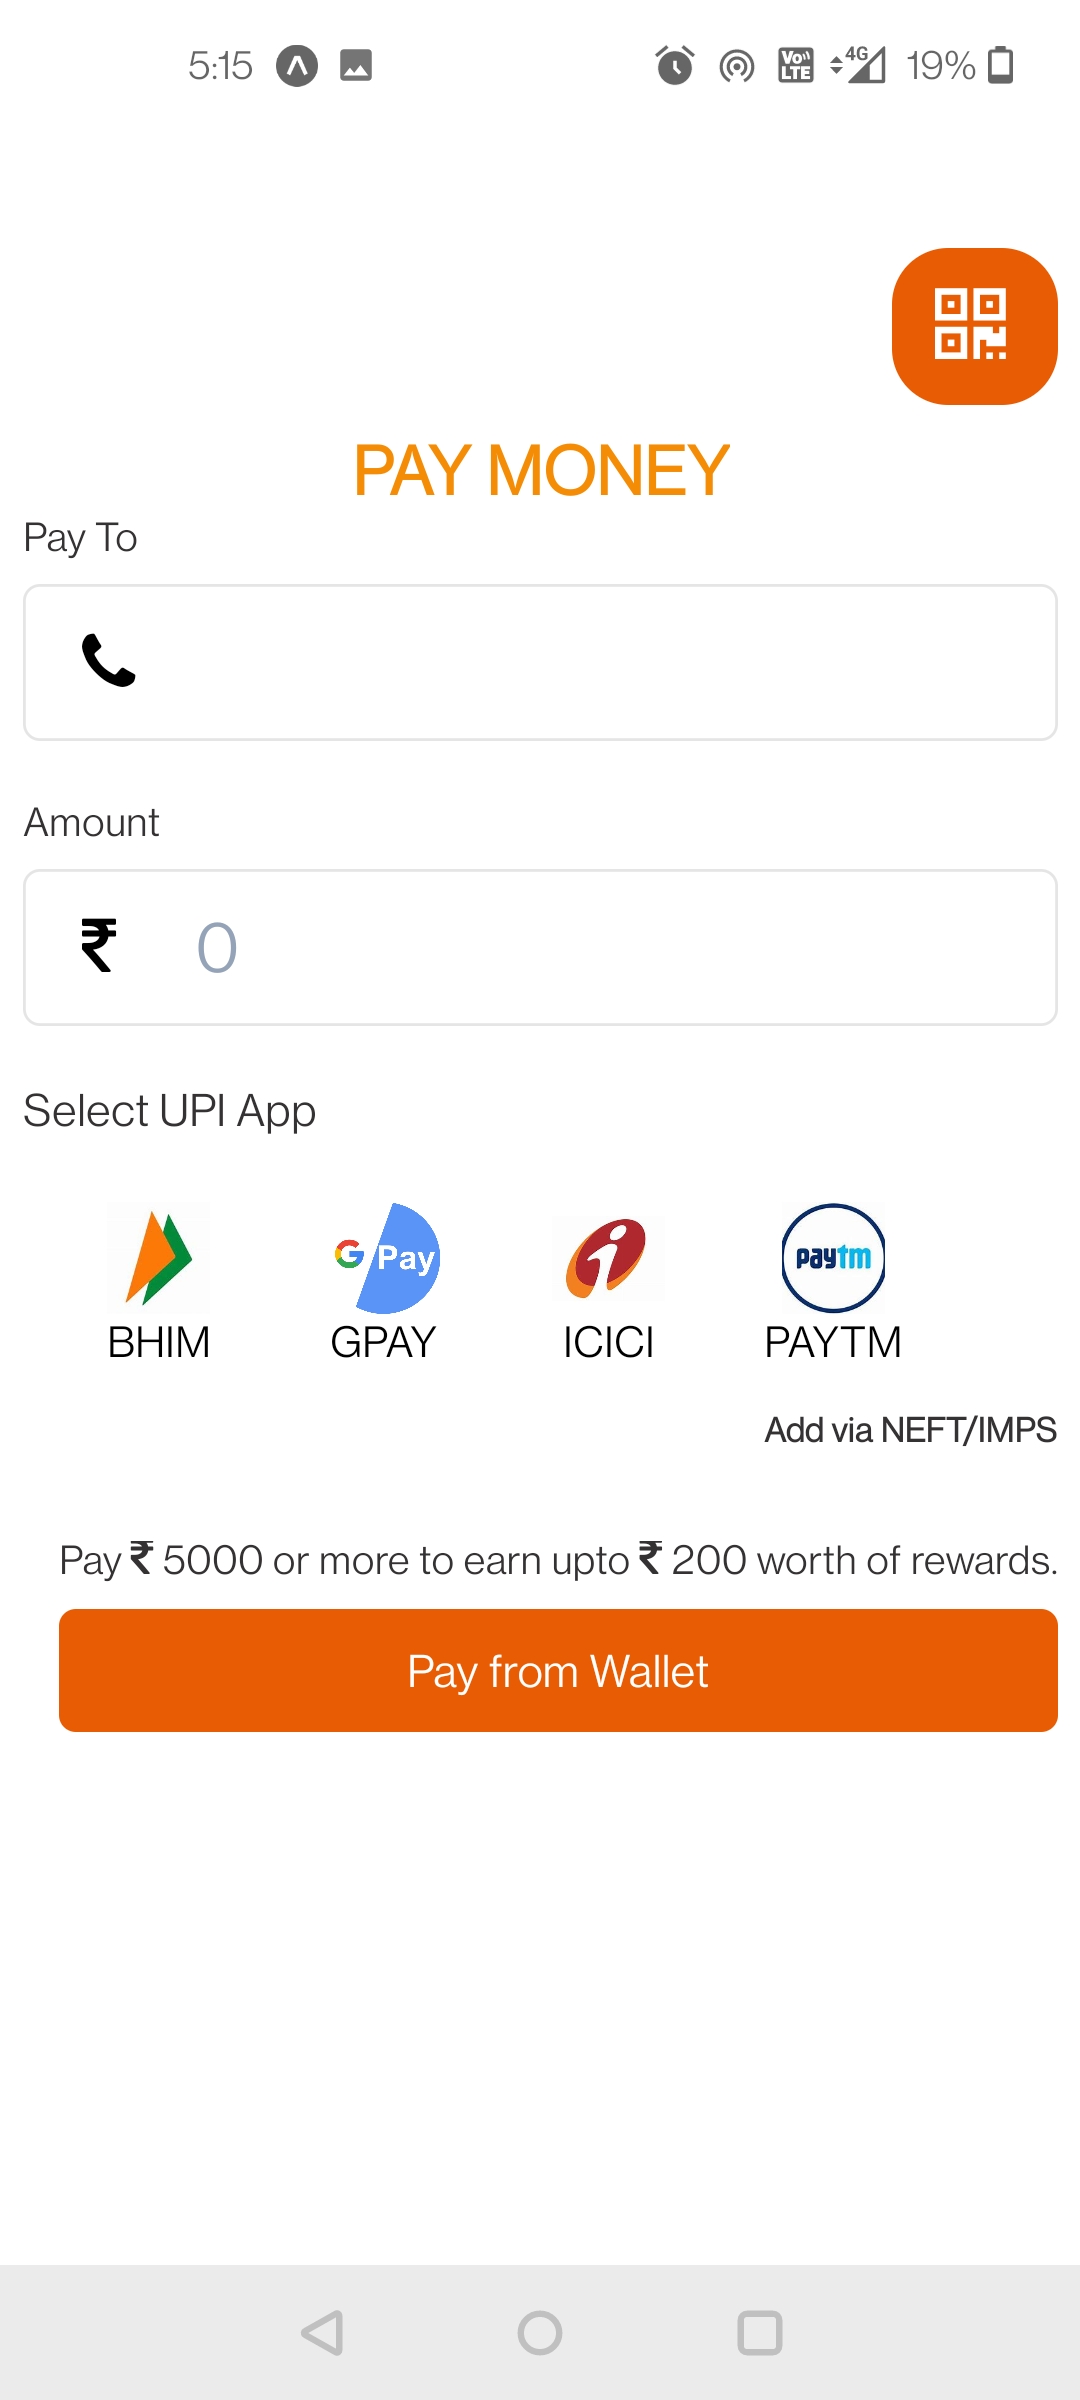 5:15 Vo LTE 4G 19%
PAY MONEY
Pay To
Amount
₹ 0
Select UPI App
G Pay paytm
BHIM GPAY ICICI PAYTM
Add via NEFT/IMPS
Pay ₹ 5000 or more to earn upto ₹ 200 worth of rewards.
Pay from Wallet